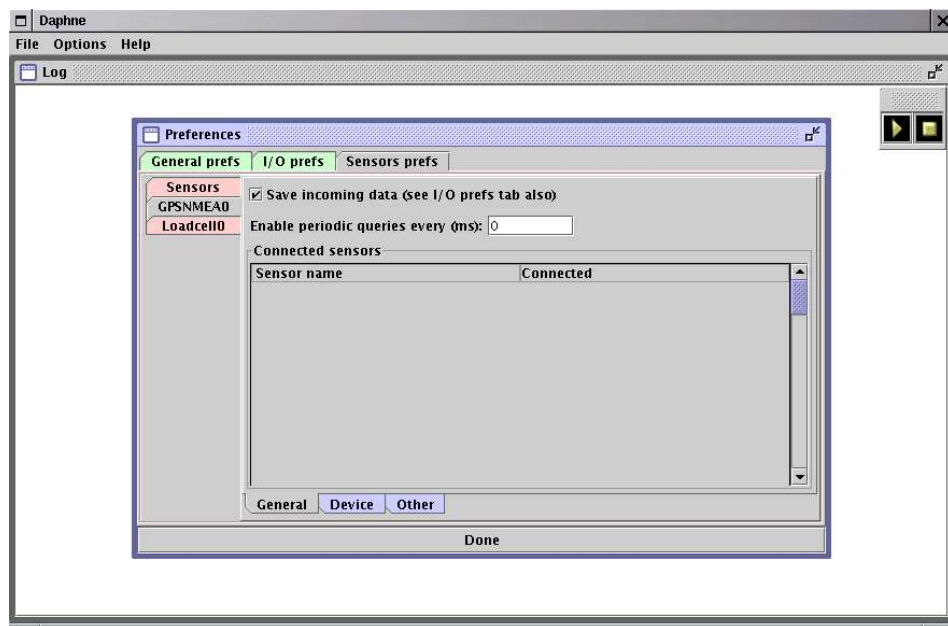 Daphne
File Options Help
Log
Preferences
General prefs I/O prefs Sensors prefs
Sensors
GPSNMEA0
Loadcell0
Save incoming data (see I/O prefs tab also)
Enable periodic queries every (ms): 0
Connected sensors
Sensor name Connected
General Device Other
Done